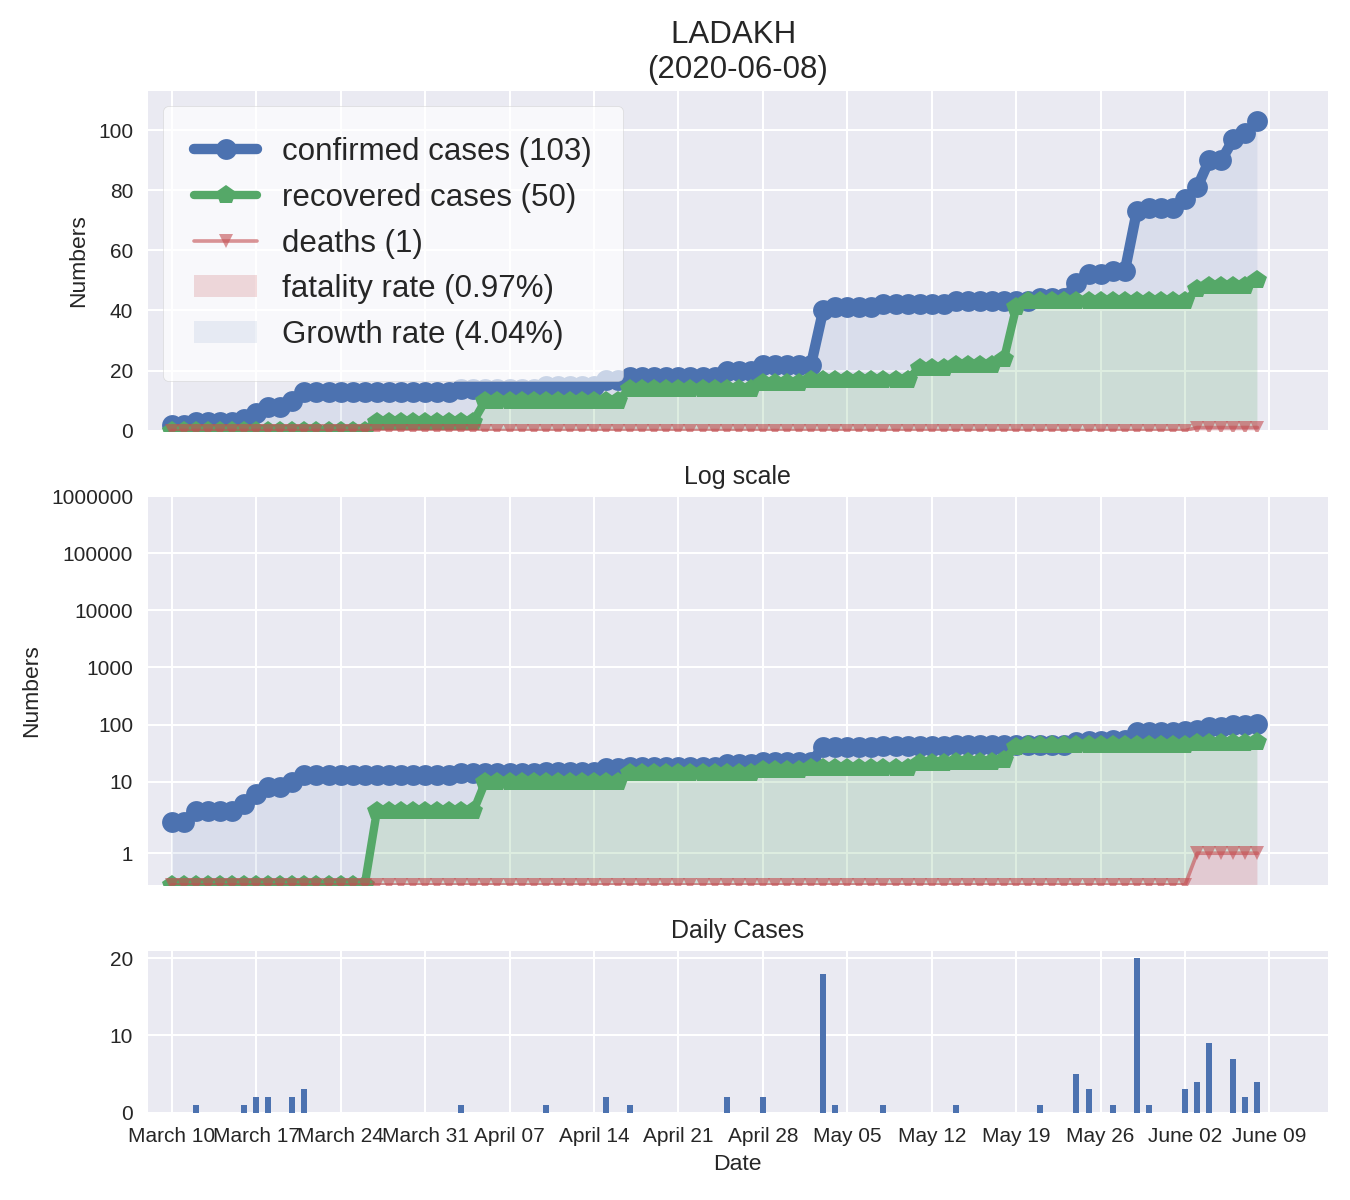 LADAKH
(2020-06-08)
confirmed cases (103)
recovered cases (50)
deaths (1)
fatality rate (0.97%)
Growth rate (4.04%)
100
80
60
40
20
0
Numbers
Log scale
1000000
100000
10000
1000
100
10
1
Numbers
Daily Cases
20
10
0
March 10 March 17 March 24 March 31 April 07 April 14 April 21 April 28 May 05 May 12 May 19 May 26 June 02 June 09
Date